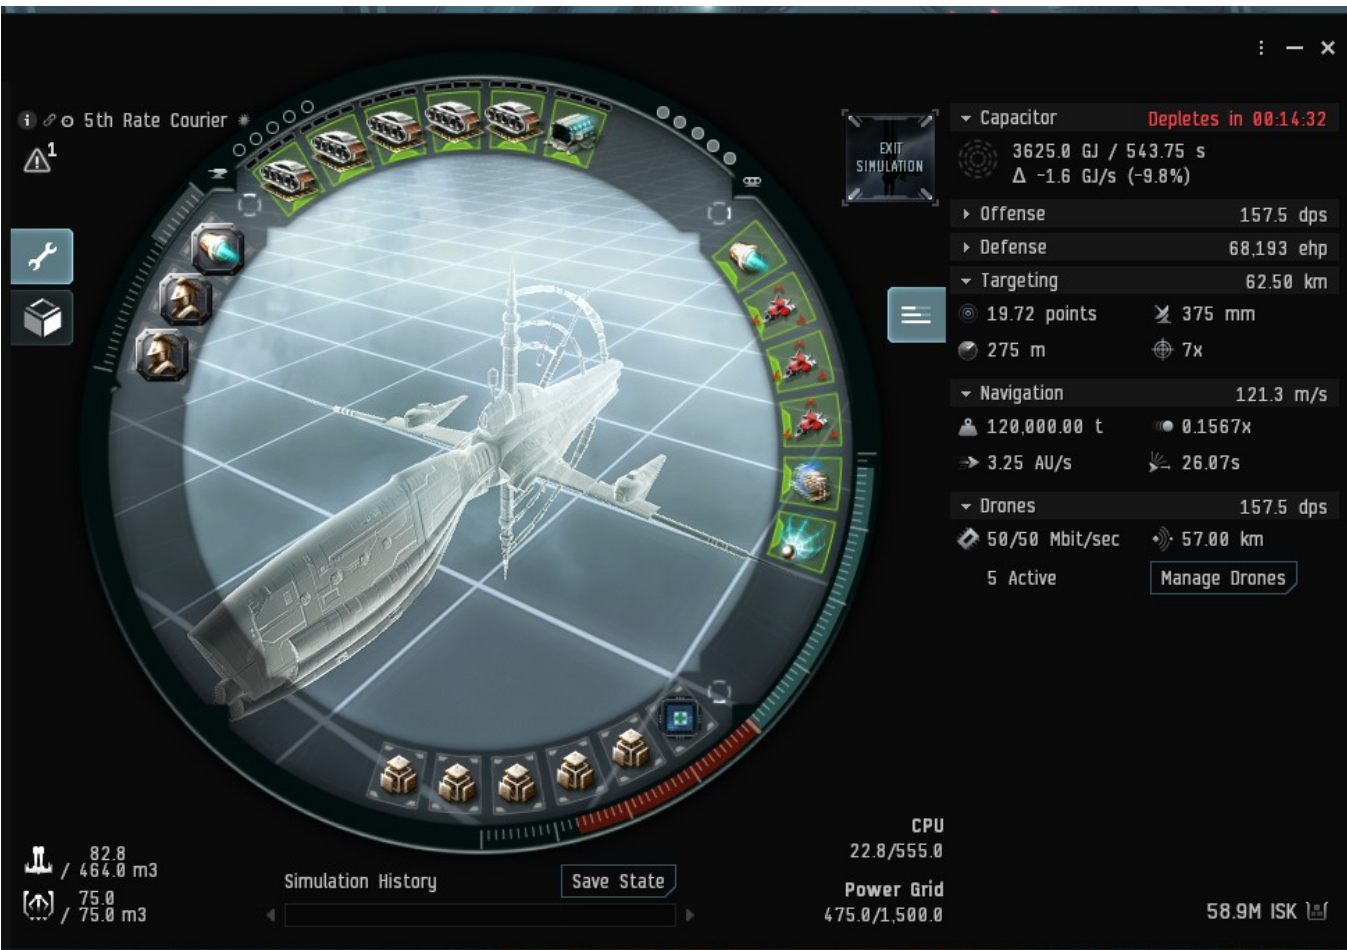 5th Rate Courier *
1
EXIT
SIMULATION
Capacitor Depletes in 00:14:32
3625.0 GJ / 543.75 s
Δ -1.6 GJ/s (-9.8%)
Offense 157.5 dps
Defense 68,193 ehp
Targeting 62.50 km
19.72 points 375 mm
275 m 7x
Navigation 121.3 m/s
120,000.00 t 0.1567x
3.25 AU/s 26.07s
Drones 157.5 dps
50/50 Mbit/sec 57.00 km
5 Active Manage Drones
CPU
22.8/555.0
Power Grid
475.0/1,500.0
82.8
/ 464.0 m3
75.0
/ 75.0 m3
Simulation History Save State
58.9M ISK